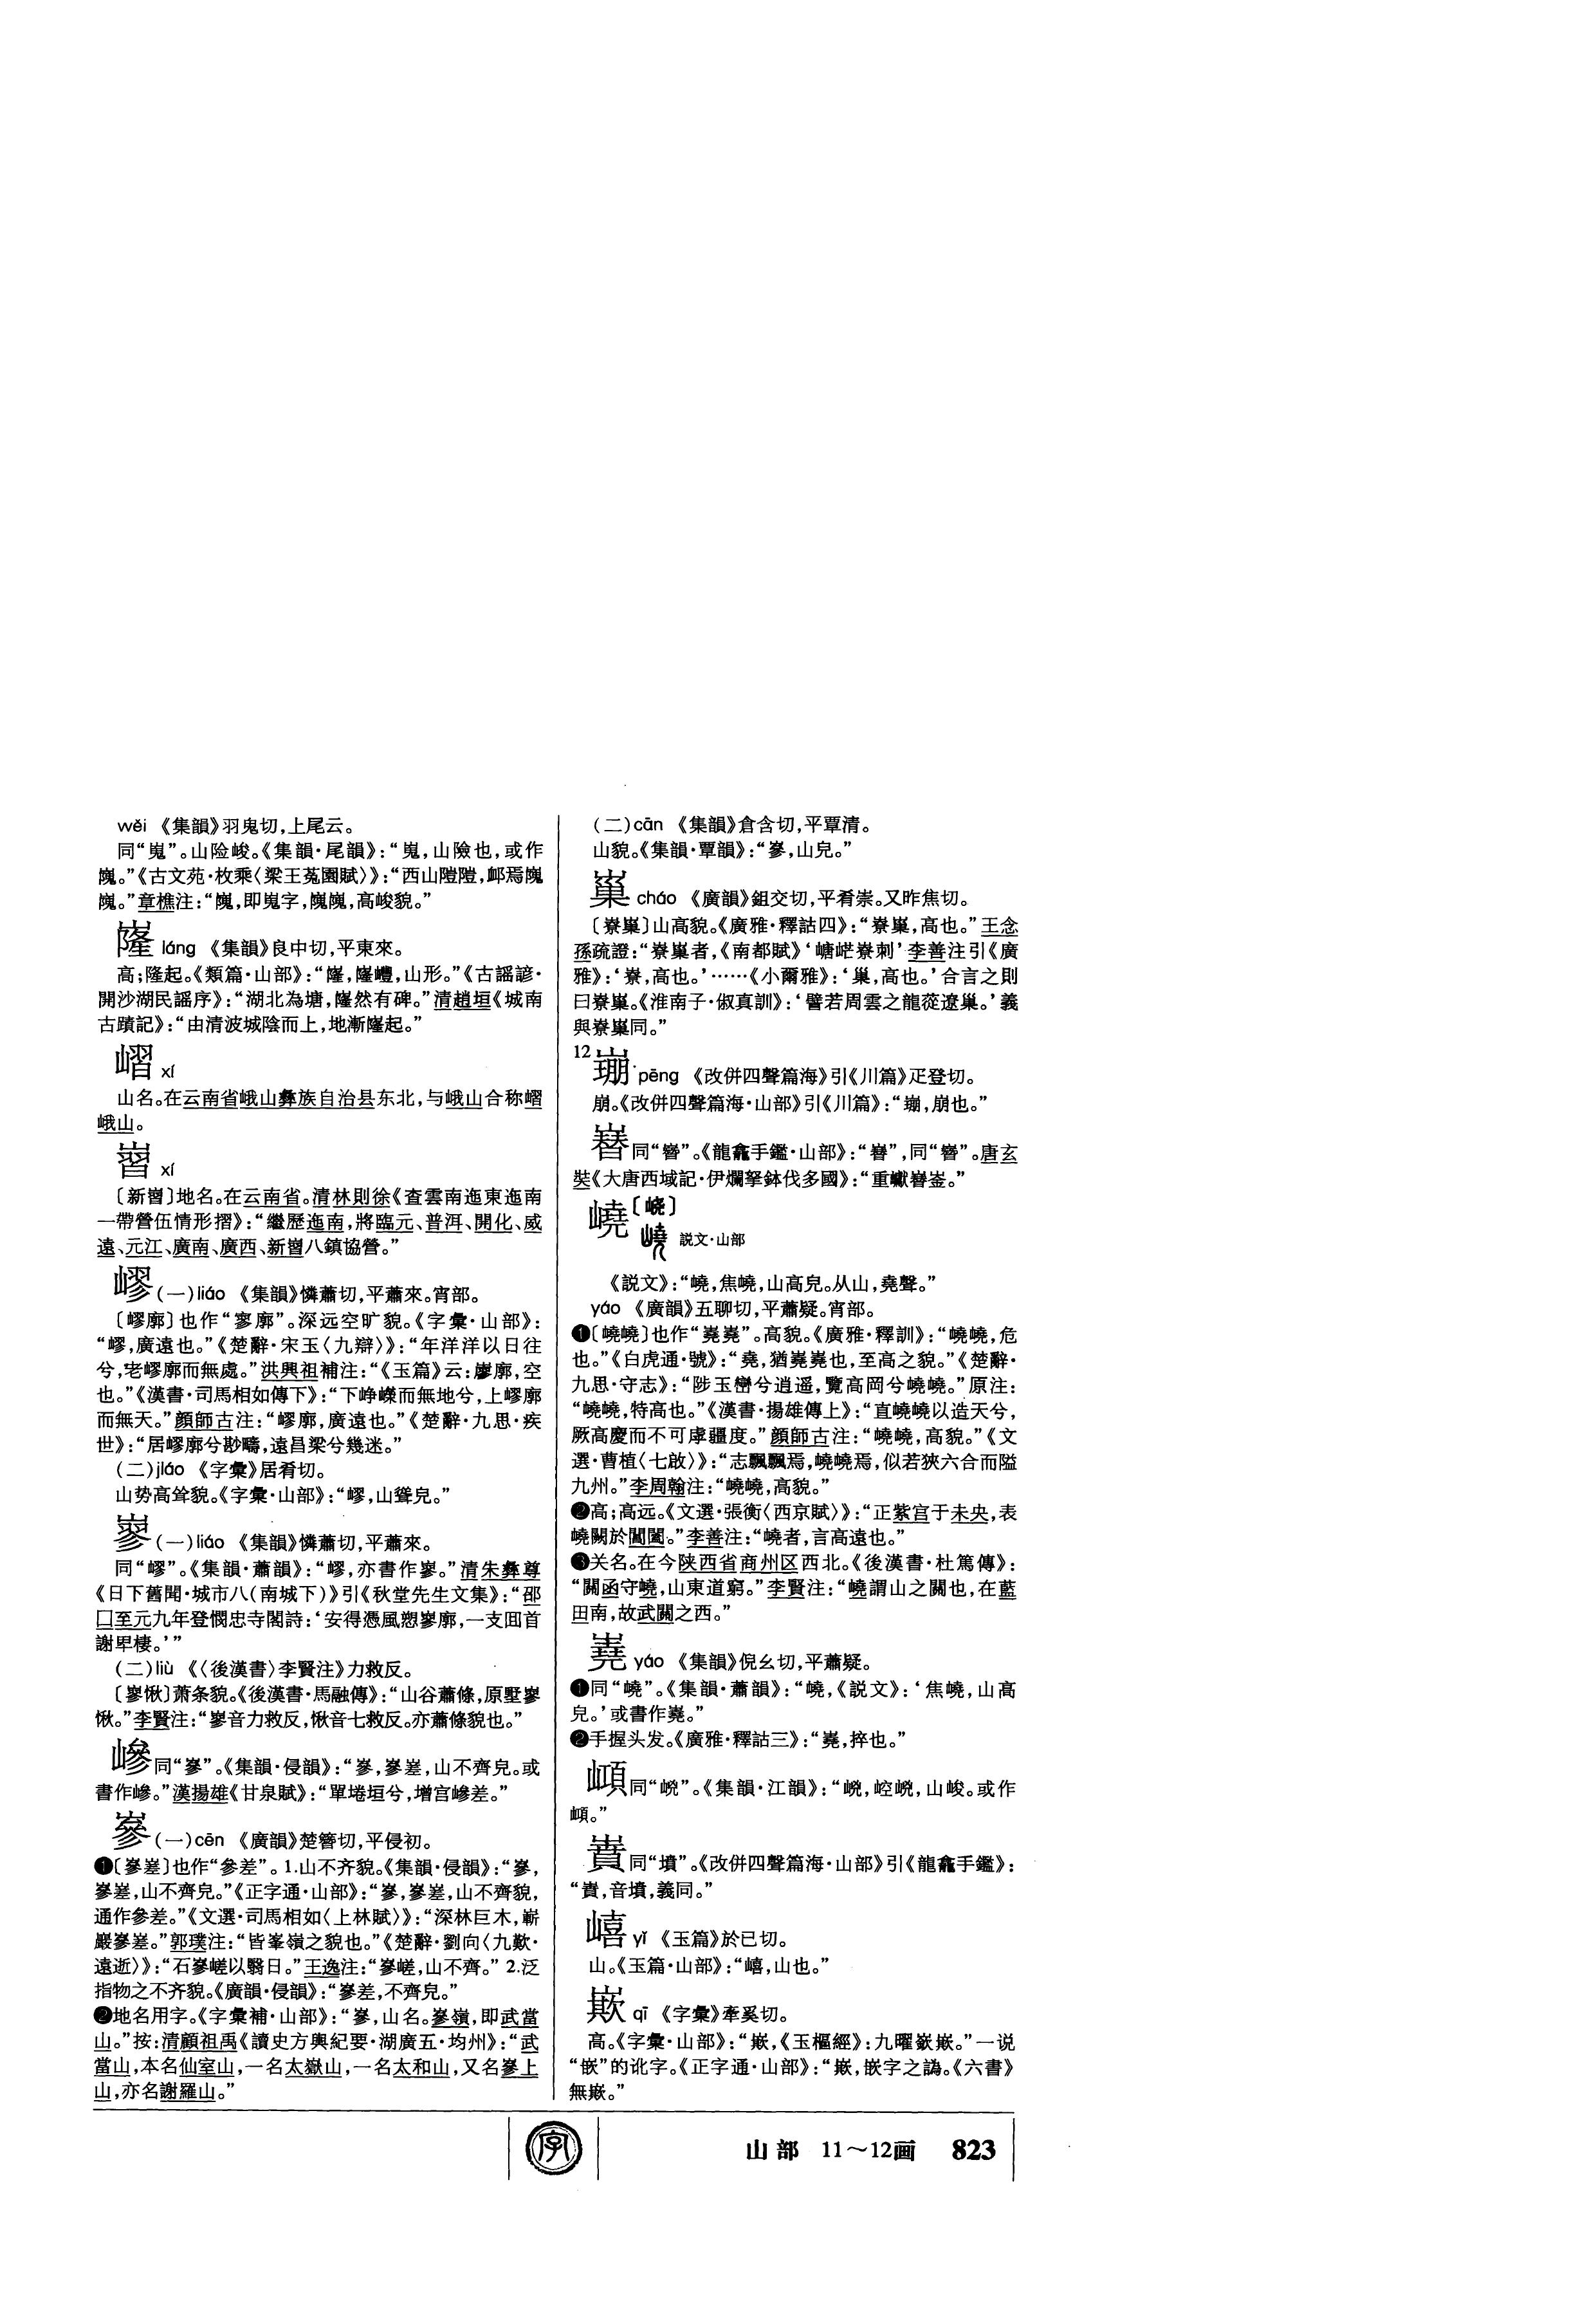 wěi 《集韻》羽鬼切,上尾云。
同“嵬”。山险峻。《集韻·尾韻》:“嵬,山險也,或作
隗。”《古文苑·枚乘〈梁王菟園賦〉》:“西山隑隑,卹焉隗
隗。”章樵注:“隗,即嵬字,隗隗,高峻貌。”
嶐 láng 《集韻》良中切,平東來。
高;隆起。《類篇·山部》:“嶐,嶐嶞,山形。”《古謡諺·
開沙湖民謡序》:“湖北為塘,嶐然有碑。”清趙垣《城南
古蹟記》:“由清波城陰而上,地漸嶐起。”
嶍 xí
山名。在云南省峨山彝族自治县东北,与峨山合称嶍
峨山。
xí
〔新嶍〕地名。在云南省。清林則徐《查雲南迤東迤南
一帶營伍情形摺》:“繼歷迤南,將臨元、普洱、開化、威
遠、元江、廣南、廣西、新嶍八鎮協營。”
嵺 (一)liáo 《集韻》憐蕭切,平蕭來。宵部。
〔嵺廓〕也作“寥廓”。深远空旷貌。《字彙·山部》:
“嵺,廣遠也。”《楚辭·宋玉〈九辯〉》:“年洋洋以日往
兮,老嵺廓而無處。”洪興祖補注:“《玉篇》云:廫廓,空
也。”《漢書·司馬相如傳下》:“下峥嶸而無地兮,上嵺廓
而無天。”顔師古注:“嵺廓,廣遠也。”《楚辭·九思·疾
世》:“居嵺廓兮尠疇,遠昌梁兮幾迷。”
(二)jiáo 《字彙》居肴切。
山势高耸貌。《字彙·山部》:“嵺,山聳皃。”
(一)liáo 《集韻》憐蕭切,平蕭來。
同“嵺”。《集韻·蕭韻》:“嵺,亦書作㟹。”清朱彝尊
《日下舊聞·城市八(南城下)》引《秋堂先生文集》:“邵
囗至元九年登憫忠寺閣詩:‘安得憑風愬㟹廓,一支囬首
謝卑棲。’”
(二)liù 《〈後漢書〉李賢注》力救反。
〔㟹愀〕萧条貌。《後漢書·馬融傳》:“山谷蕭條,原墅㟹
愀。”李賢注:“㟹音力救反,愀音七救反。亦蕭條貌也。”
嵾 同“嵾”。《集韻·侵韻》:“嵾,嵾嵳,山不齊皃。或
書作嵾。”漢揚雄《甘泉賦》:“單埢垣兮,增宫嵾差。”
嵾 (一)cēn 《廣韻》楚簪切,平侵初。
❶〔嵾嵳〕也作“參差”。1.山不齐貌。《集韻·侵韻》:“嵾,
嵾嵳,山不齊皃。”《正字通·山部》:“嵾,嵾嵳,山不齊貌,
通作參差。”《文選·司馬相如〈上林賦〉》:“深林巨木,嶄
巖嵾嵳。”郭璞注:“皆峯嶺之貌也。”《楚辭·劉向〈九歎·
遠逝〉》:“石嵾嵯以翳日。”王逸注:“嵾嵯,山不齊。”2.泛
指物之不齐貌。《廣韻·侵韻》:“嵾差,不齊皃。”
❷地名用字。《字彙補·山部》:“嵾,山名。嵾嶺,即武當
山。”按:清顧祖禹《讀史方輿紀要·湖廣五·均州》:“武
當山,本名仙室山,一名太嶽山,一名太和山,又名嵾上
山,亦名謝羅山。”
(二)cān 《集韻》倉含切,平覃清。
山貌。《集韻·覃韻》:“嵾,山皃。”
cháo 《廣韻》鉏交切,平肴崇。又昨焦切。
〔嶚巢〕山高貌。《廣雅·釋詁四》:“嶚巢,高也。”王念
孫疏證:“嶚巢者,《南都賦》‘嵣㟐嶚刺’李善注引《廣
雅》:‘嶚,高也。’……《小爾雅》:‘巢,高也。’合言之則
曰嶚巢。《淮南子·俶真訓》:‘譬若周雲之龍蓯遼巢。’義
與嶚巢同。”
12 pēng 《改併四聲篇海》引《川篇》疋登切。
崩。《改併四聲篇海·山部》引《川篇》:“㟽,崩也。”
同“嶜”。《龍龕手鑑·山部》:“㬱”,同“嶜”。唐玄
奘《大唐西域記·伊爛拏鉢伐多國》:“重巘㬱崟。”
嶢 〔峣〕
説文·山部
《説文》:“嶢,焦嶢,山高皃。从山,堯聲。”
yáo 《廣韻》五聊切,平蕭疑。宵部。
❶〔嶢嶢〕也作“嶤嶤”。高貌。《廣雅·釋訓》:“嶢嶢,危
也。”《白虎通·號》:“堯,猶嶤嶤也,至高之貌。”《楚辭·
九思·守志》:“陟玉巒兮逍遥,覽高岡兮嶢嶢。”原注:
“嶢嶢,特高也。”《漢書·揚雄傳上》:“直嶢嶢以造天兮,
厥高慶而不可虖疆度。”顔師古注:“嶢嶢,高貌。”《文
選·曹植〈七啟〉》:“志飄飄焉,嶢嶢焉,似若狹六合而隘
九州。”李周翰注:“嶢嶢,高貌。”
❷高;高远。《文選·張衡〈西京賦〉》:“正紫宫于未央,表
嶢闕於閶闔。”李善注:“嶢者,言高遠也。”
❸关名。在今陕西省商州区西北。《後漢書·杜篤傳》:
“關函守嶢,山東道窮。”李賢注:“嶢謂山之關也,在藍
田南,故武關之西。”
嶤 yáo 《集韻》倪幺切,平蕭疑。
❶同“嶢”。《集韻·蕭韻》:“嶢,《説文》:‘焦嶢,山高
皃。’或書作嶤。”
❷手握头发。《廣雅·釋詁三》:“嶤,捽也。”
同“㟅”。《集韻·江韻》:“㟅,崆㟅,山峻。或作
。”
同“墳”。《改併四聲篇海·山部》引《龍龕手鑑》:
“ ,音墳,義同。”
嶬 yǐ 《玉篇》於已切。
山。《玉篇·山部》:“嶬,山也。”
qī 《字彙》牽奚切。
高。《字彙·山部》:“ ,《玉樞經》:九曜嶔 。”一说
“嵌”的讹字。《正字通·山部》:“ ,嵌字之譌。《六書》
無 。”
字
山部 11～12画 823